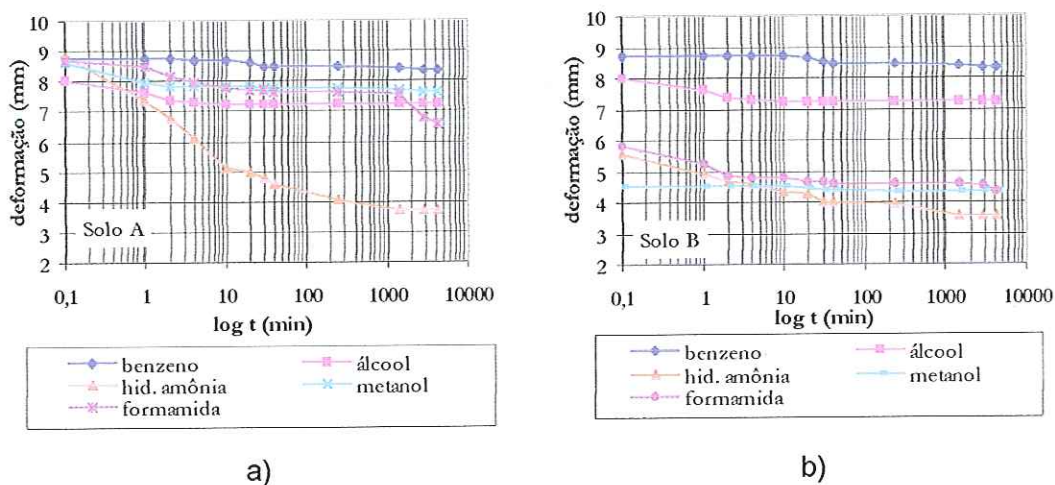 deformação (mm)
10
9
8
7
6
5
4
3
2
Solo A
0,1 1 10 100 1000 10000
log t (min)
benzeno álcool
hid. amônia metanol
formamida
a)
deformação (mm)
10
9
8
7
6
5
4
3
2
Solo B
0,1 1 10 100 1000 10000
log t (min)
benzeno álcool
hid. amônia metanol
formamida
b)